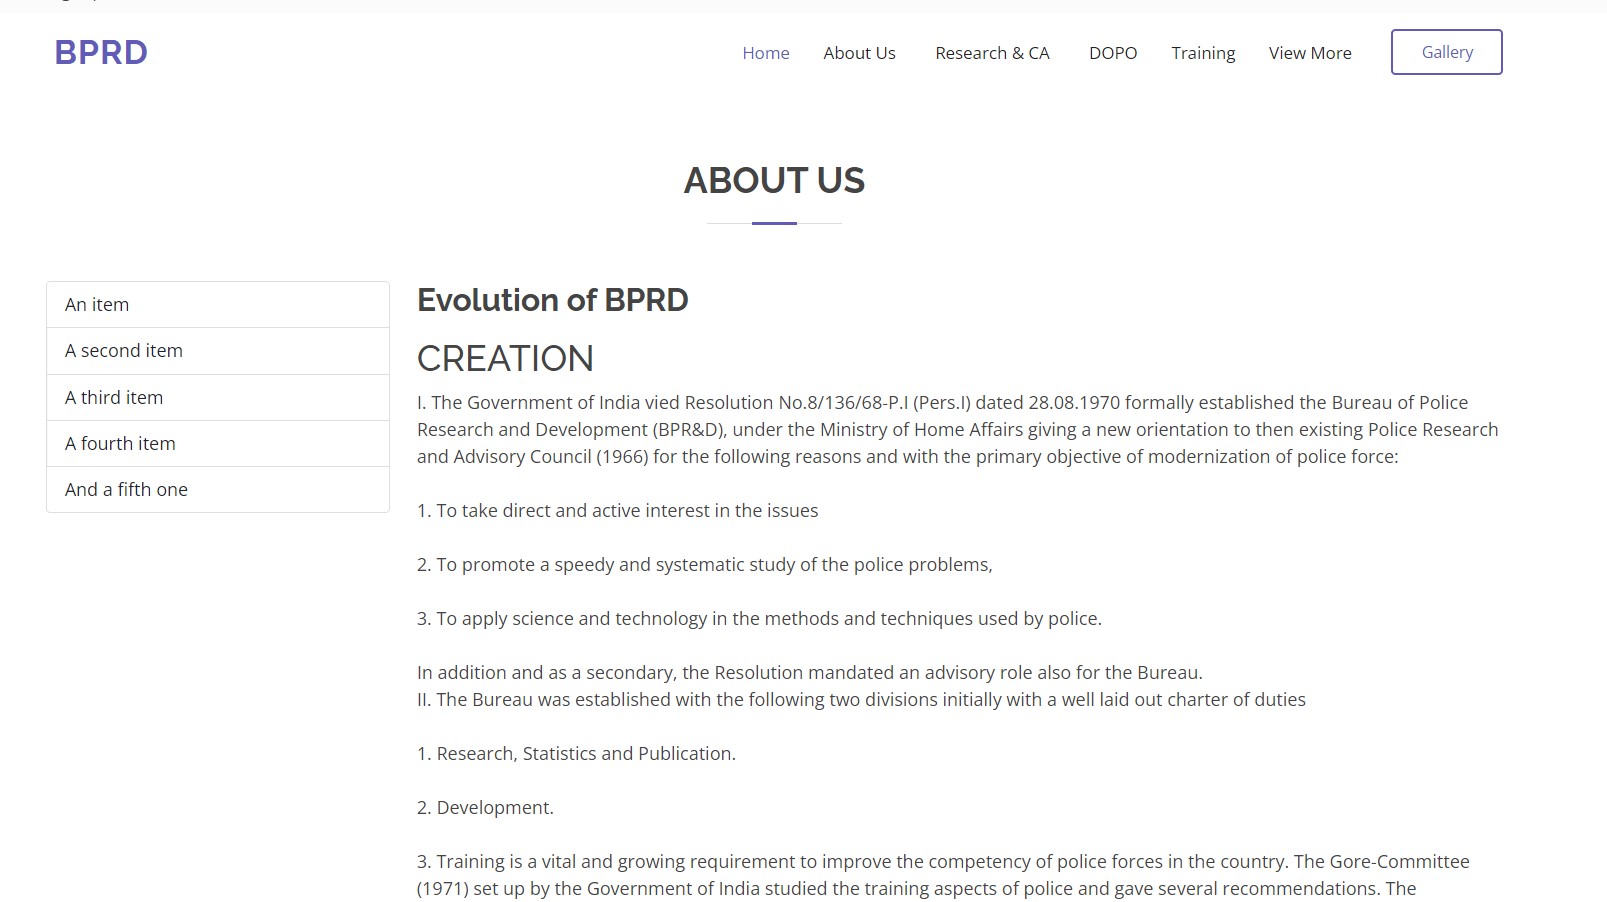 BPRD
Home
About Us
Research & CA
DOPO
Training
View More
Gallery
ABOUT US
An item
A second item
A third item
A fourth item
And a fifth one
Evolution of BPRD
CREATION
I. The Government of India vied Resolution No.8/136/68-P.I (Pers.I) dated 28.08.1970 formally established the Bureau of Police
Research and Development (BPR&D), under the Ministry of Home Affairs giving a new orientation to then existing Police Research
and Advisory Council (1966) for the following reasons and with the primary objective of modernization of police force:
1. To take direct and active interest in the issues
2. To promote a speedy and systematic study of the police problems,
3. To apply science and technology in the methods and techniques used by police.
In addition and as a secondary, the Resolution mandated an advisory role also for the Bureau.
II. The Bureau was established with the following two divisions initially with a well laid out charter of duties
1. Research, Statistics and Publication.
2. Development.
3. Training is a vital and growing requirement to improve the competency of police forces in the country. The Gore-Committee
(1971) set up by the Government of India studied the training aspects of police and gave several recommendations. The